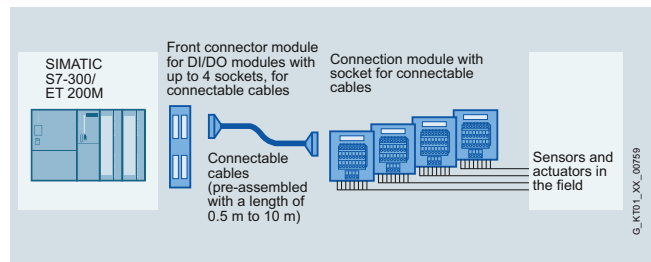 SIMATIC
S7-300/
ET 200M
Front connector module
for DI/DO modules with
up to 4 sockets, for
connectable cables
Connectable
cables
(pre-assembled
with a length of
0.5 m to 10 m)
Connection module with
socket for connectable
cables
Sensors and
actuators in
the field
G_KT01_XX_00759